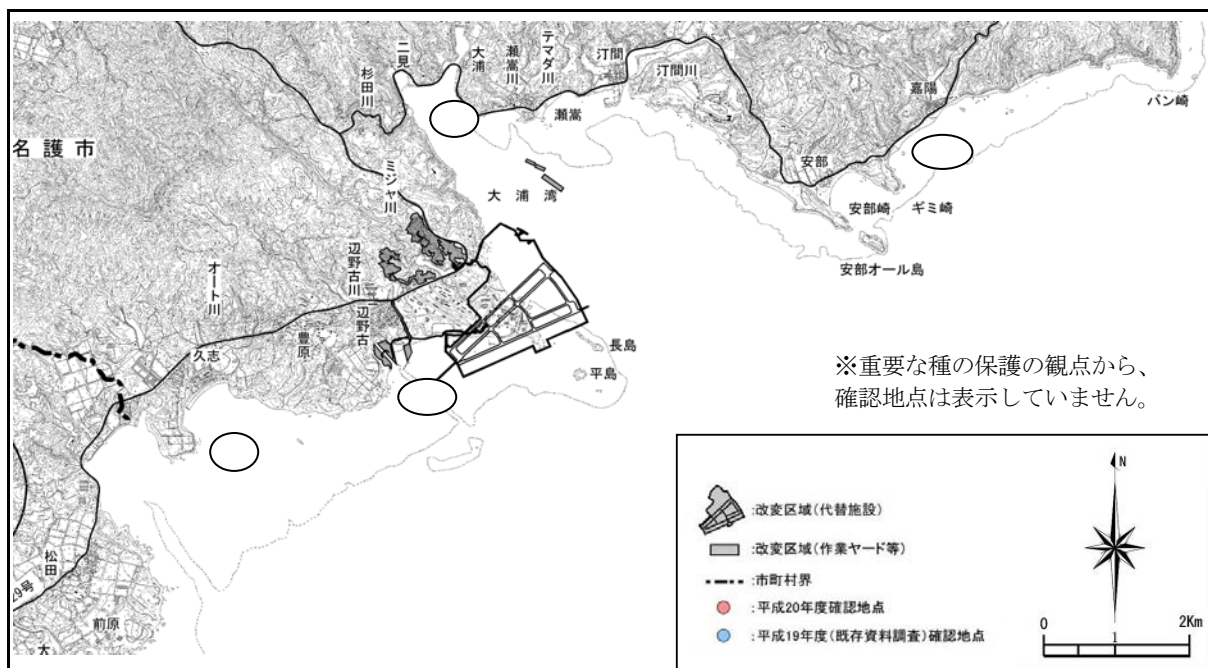 名護市
杉田川
二見
大浦
瀬嵩川
テマダ川
汀間
汀間川
瀬嵩
嘉陽
バン崎
安部
ミジャ川
大浦湾
安部崎
ギミ崎
安部オール島
辺野古川
オート川
久志
豊原
辺野古
長島
平島
※重要な種の保護の観点から、
確認地点は表示していません。
松田
29号
前原
大
:改変区域(代替施設)
:改変区域(作業ヤード等)
:市町村界
:平成20年度確認地点
:平成19年度(既存資料調査)確認地点
N
0
1
2Km